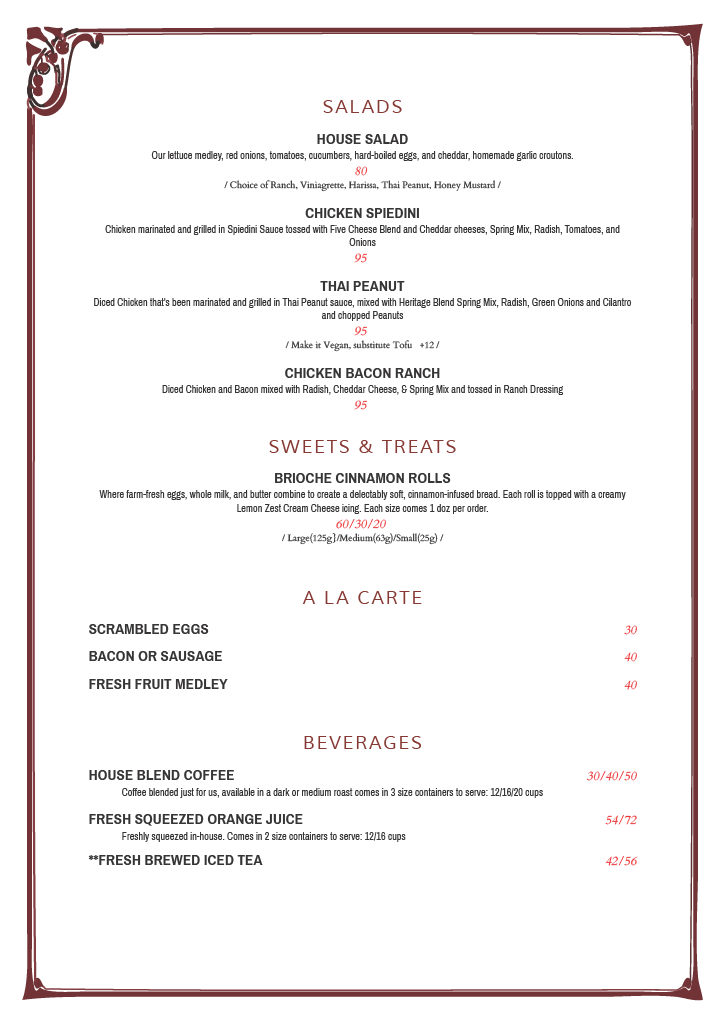 SALADS
HOUSE SALAD
Our lettuce medley, red onions, tomatoes, cucumbers, hard-boiled eggs, and cheddar, homemade garlic croutons.
80
/ Choice of Ranch, Viniagrette, Harissa, Thai Peanut, Honey Mustard /
CHICKEN SPIEDINI
Chicken marinated and grilled in Spiedini Sauce tossed with Five Cheese Blend and Cheddar cheeses, Spring Mix, Radish, Tomatoes, and
Onions
95
THAI PEANUT
Diced Chicken that's been marinated and grilled in Thai Peanut sauce, mixed with Heritage Blend Spring Mix, Radish, Green Onions and Cilantro
and chopped Peanuts
95
/ Make it Vegan, substitute Tofu +12 /
CHICKEN BACON RANCH
Diced Chicken and Bacon mixed with Radish, Cheddar Cheese, & Spring Mix and tossed in Ranch Dressing
95
SWEETS & TREATS
BRIOCHE CINNAMON ROLLS
Where farm-fresh eggs, whole milk, and butter combine to create a delectably soft, cinnamon-infused bread. Each roll is topped with a creamy
Lemon Zest Cream Cheese icing. Each size comes 1 doz per order.
60/30/20
/ Large(125g}/Medium(63g)/Small(25g) /
A LA CARTE
SCRAMBLED EGGS 30
BACON OR SAUSAGE 40
FRESH FRUIT MEDLEY 40
BEVERAGES
HOUSE BLEND COFFEE 30/40/50
Coffee blended just for us, available in a dark or medium roast comes in 3 size containers to serve: 12/16/20 cups
FRESH SQUEEZED ORANGE JUICE 54/72
Freshly squeezed in-house. Comes in 2 size containers to serve: 12/16 cups
**FRESH BREWED ICED TEA 42/56